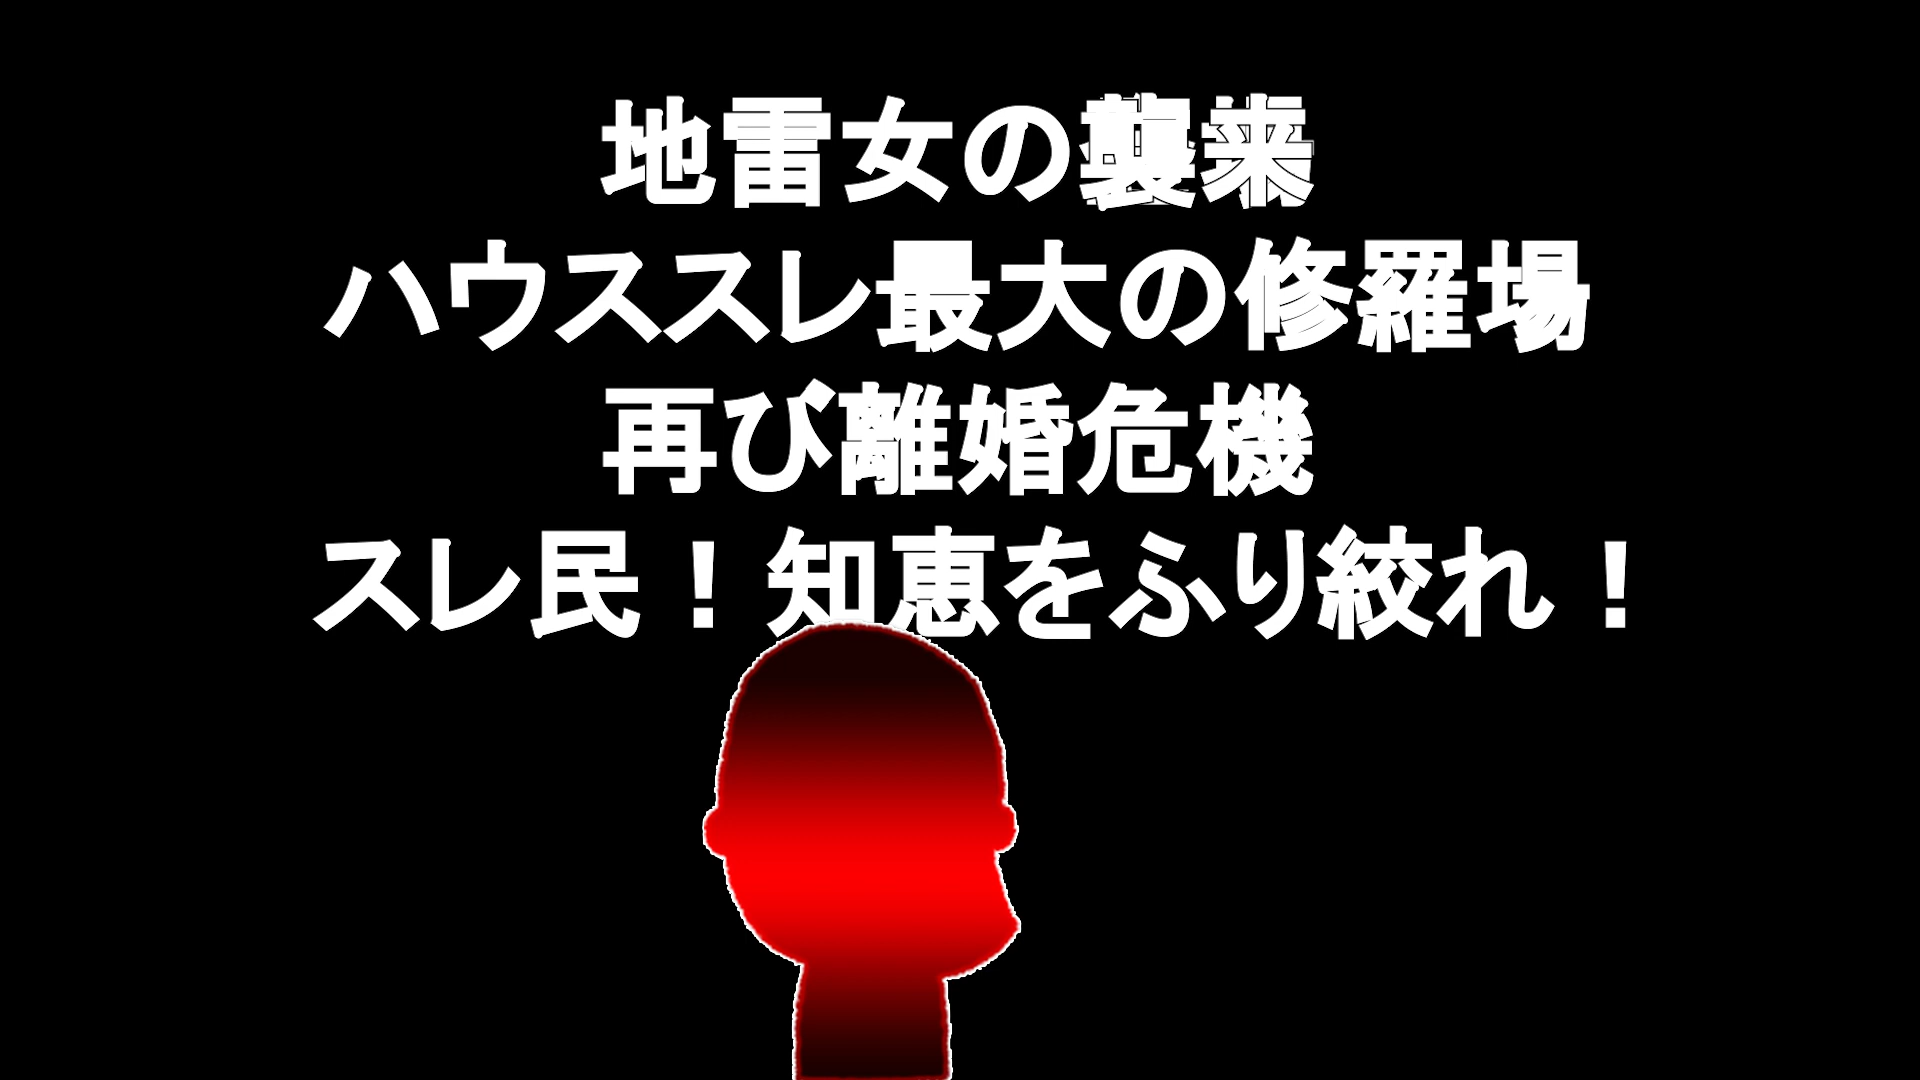 地雷女の襲来
ハウススレ最大の修羅場
再び離婚危機
スレ民！知恵をふり絞れ！